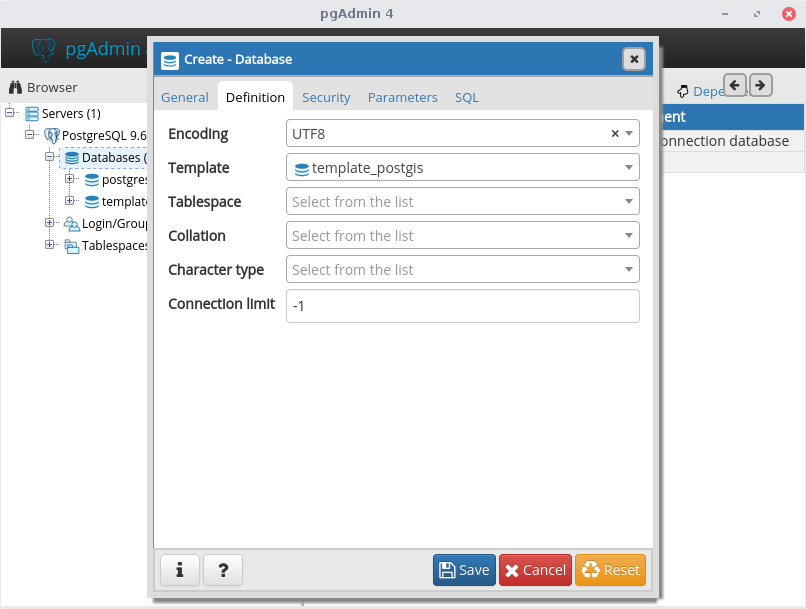 pgAdmin 4
pgAdmin
Create - Database
Browser
General Definition Security Parameters SQL
Servers (1)
PostgreSQL 9.6
Databases (
postgres
template
Login/Group
Tablespaces
Encoding UTF8
Template template_postgis
Tablespace Select from the list
Collation Select from the list
Character type Select from the list
Connection limit -1
Depe
ent
onnection database
i ? Save Cancel Reset